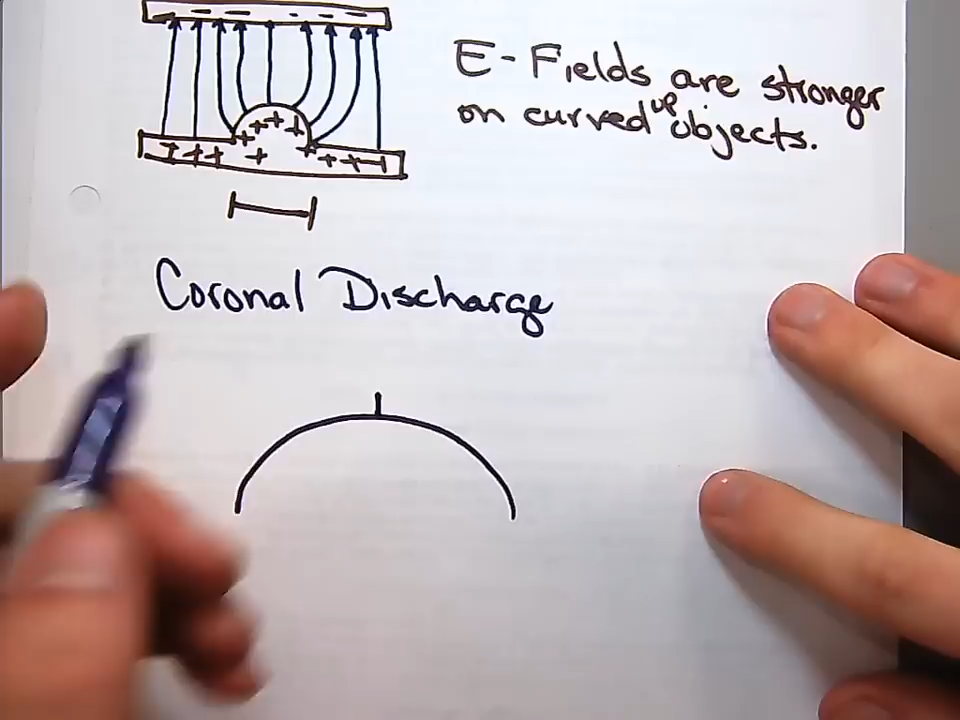 - - - -
E-Fields are stronger
on curved up objects.
+ + + + + + + + + + + +
Coronal Discharge